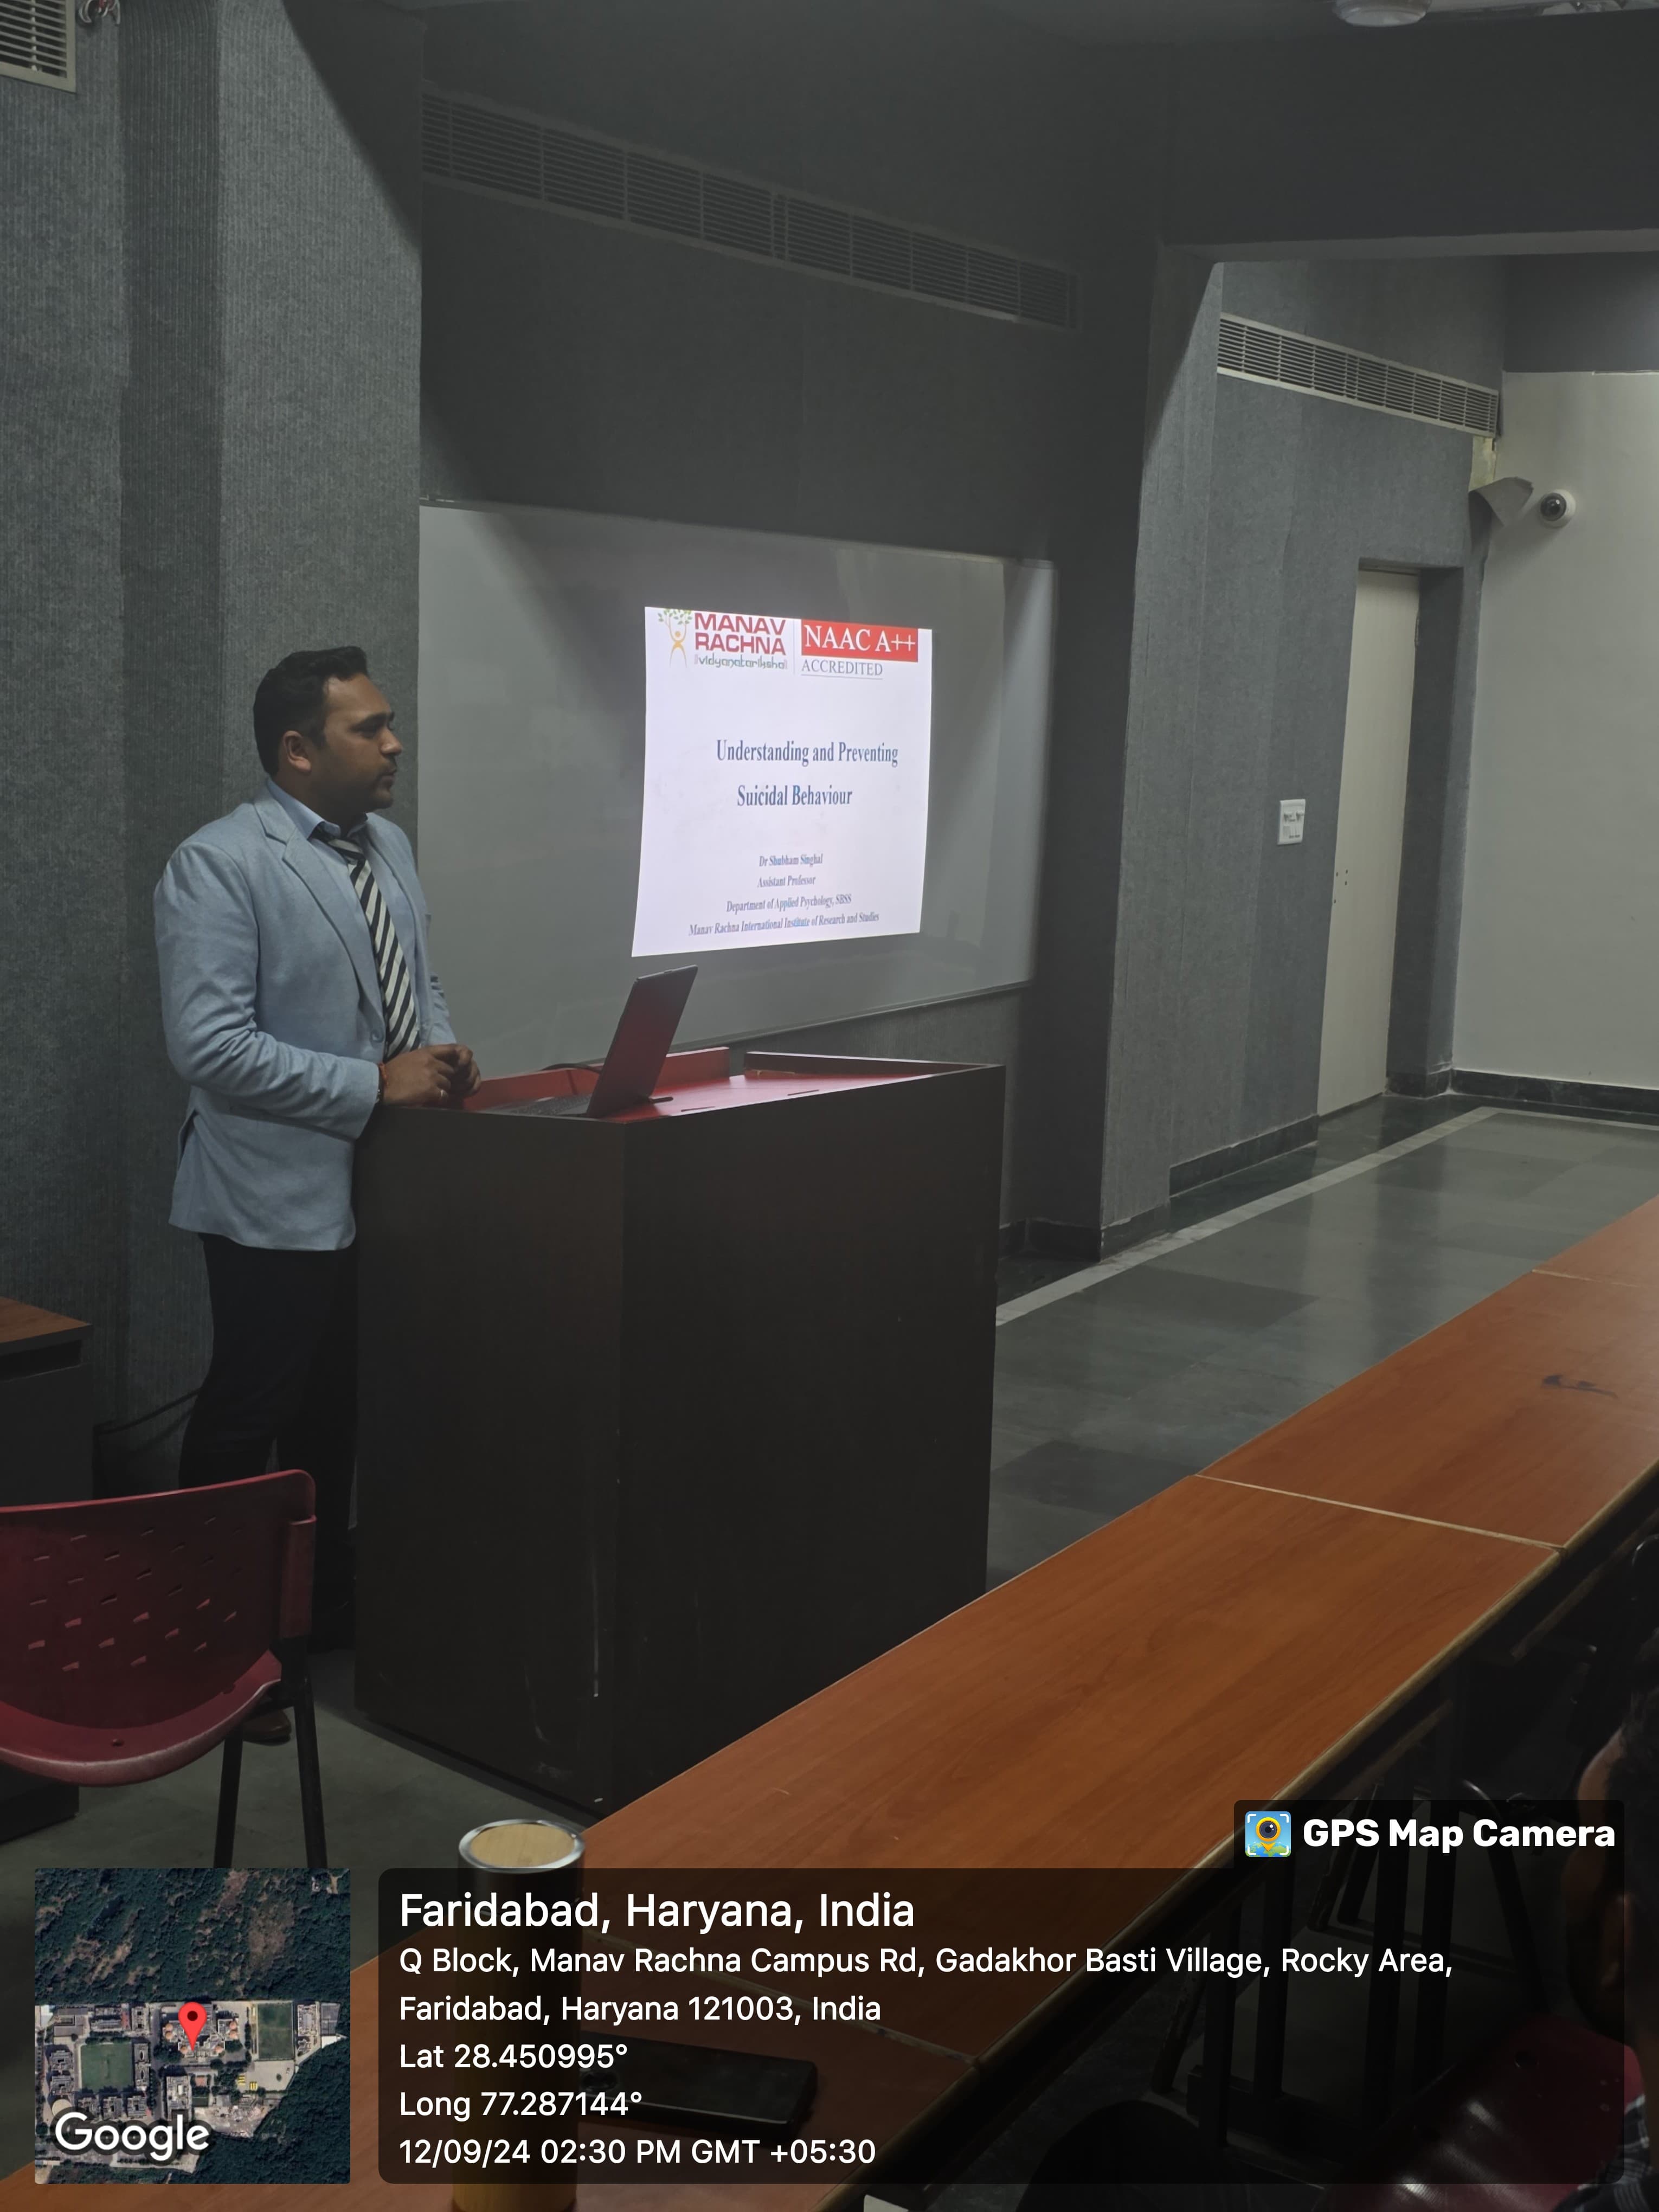 MANAV
RACHNA
vidyanatariksha
NAAC A++
ACCREDITED
Understanding and Preventing
Suicidal Behaviour
Dr Shubham Singhal
Assistant Professor
Department of Applied Psychology, SBSS
Manav Rachna International Institute of Research and Studies
GPS Map Camera
Faridabad, Haryana, India
Q Block, Manav Rachna Campus Rd, Gadakhor Basti Village, Rocky Area,
Faridabad, Haryana 121003, India
Lat 28.450995°
Long 77.287144°
12/09/24 02:30 PM GMT +05:30
Google